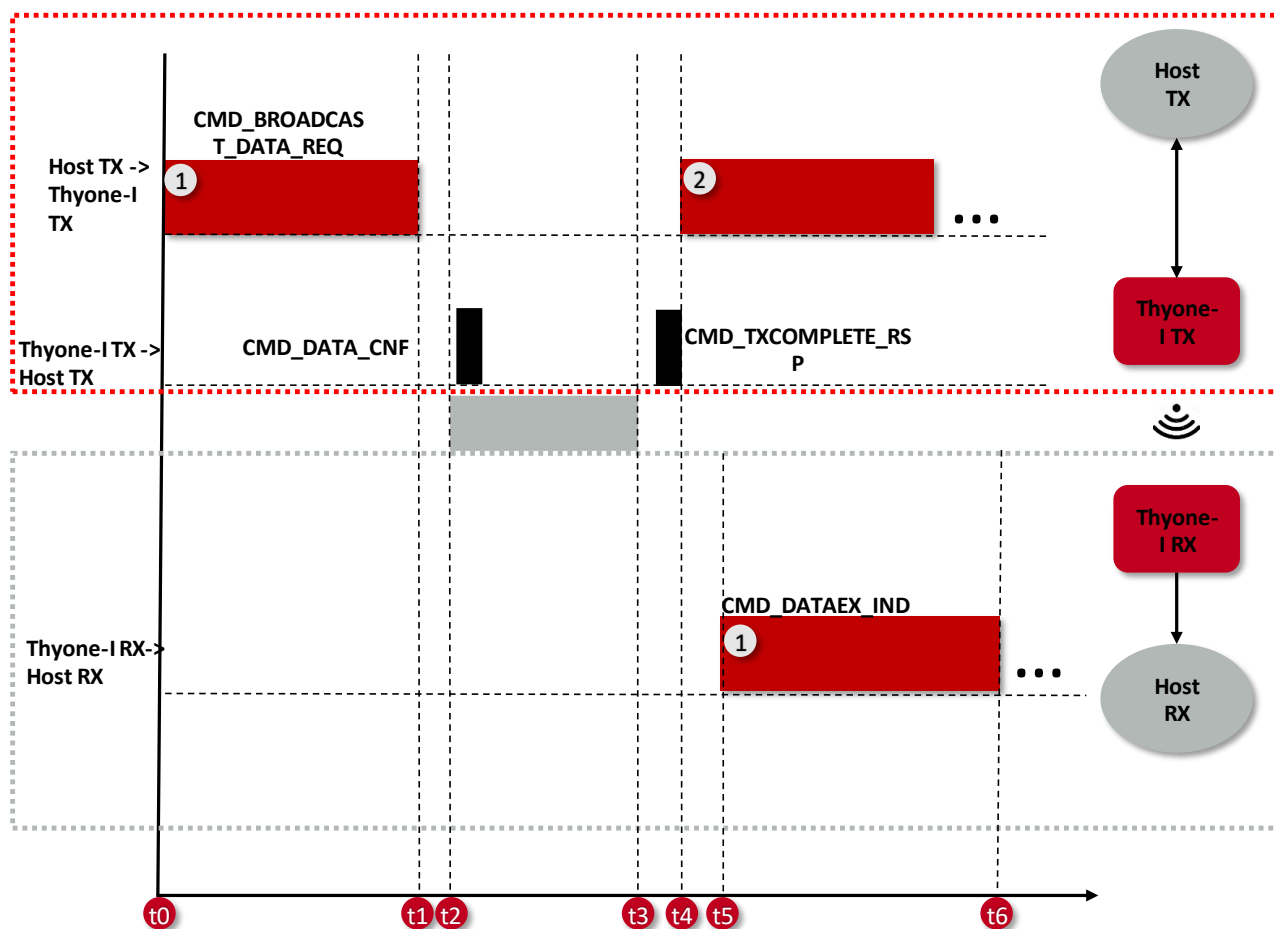 Host
TX
CMD_BROADCAS
T_DATA_REQ
Host TX ->
Thyone-I
TX
1
2
...
Thyone-
I TX
Thyone-I TX ->
Host TX
CMD_DATA_CNF
CMD_TXCOMPLETE_RS
P
Thyone-
I RX
CMD_DATAEX_IND
Thyone-I RX->
Host RX
1
...
Host
RX
t0
t1
t2
t3
t4
t5
t6